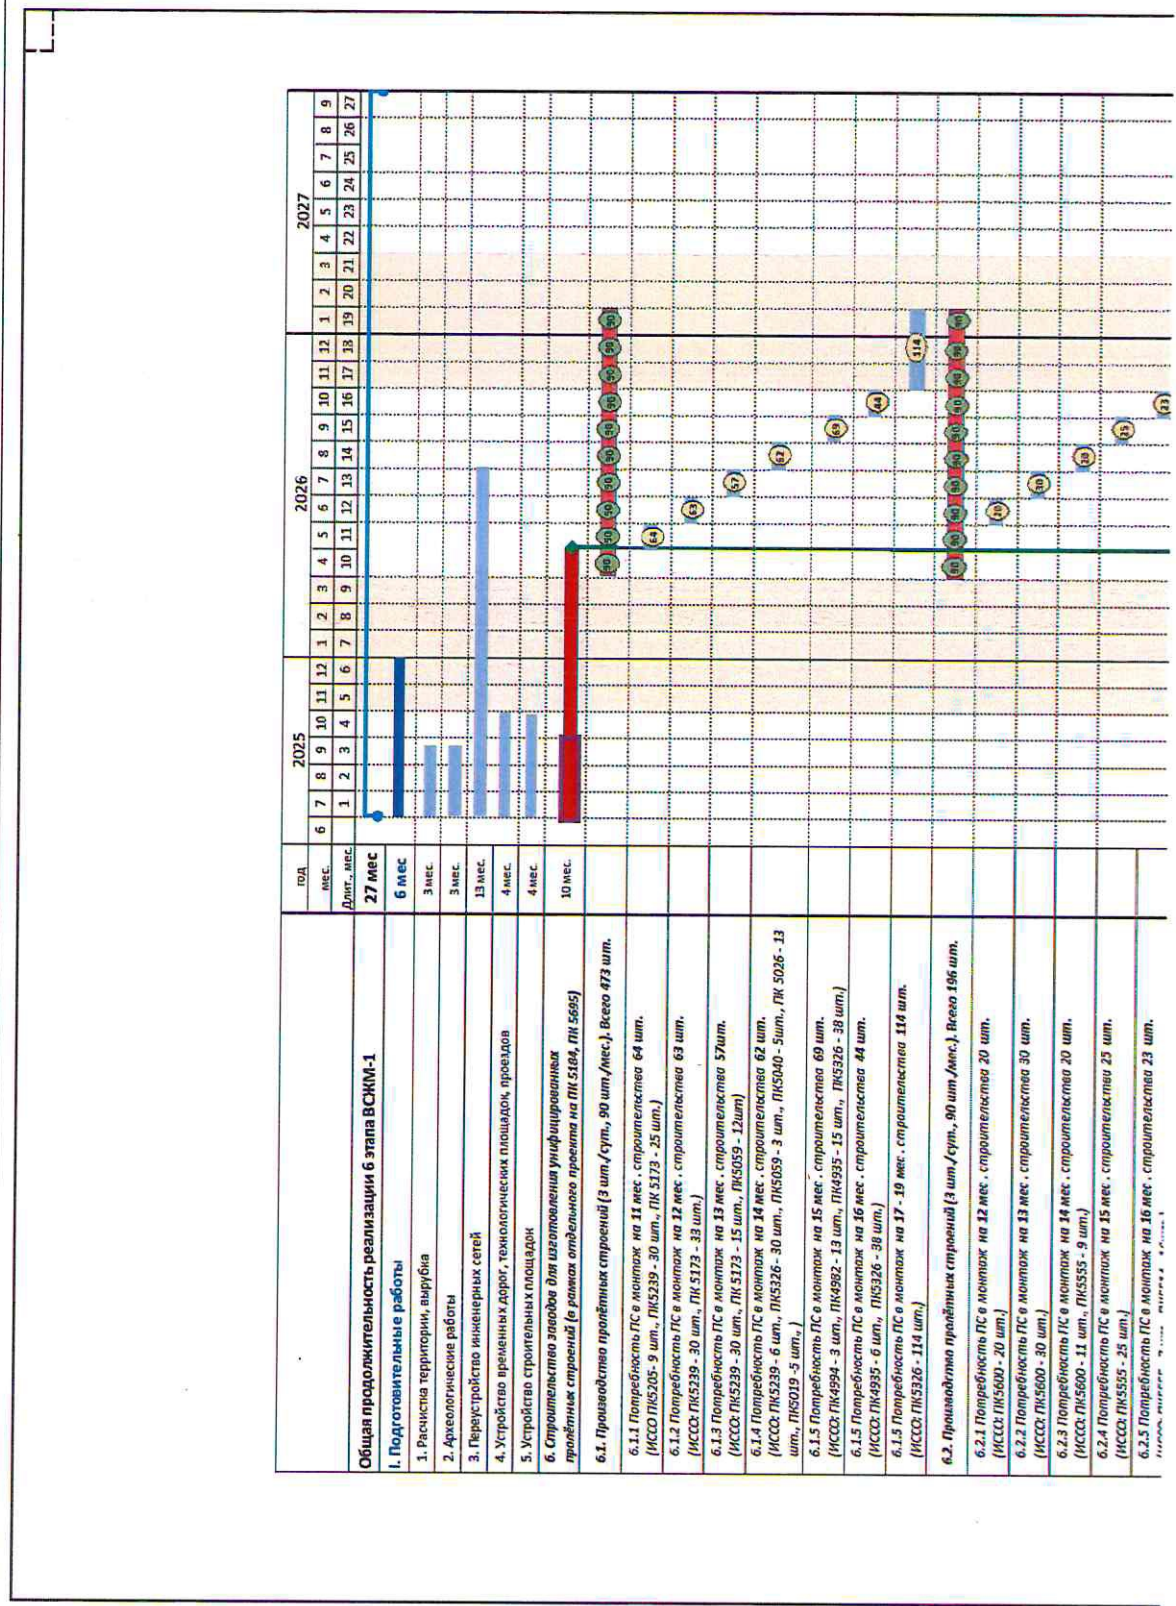 год 2025 2026 2027
мес. 6 7 8 9 10 11 12 1 2 3 4 5 6 7 8 9 10 11 12 1 2 3 4 5 6 7 8 9
Длит., мес. 1 2 3 4 5 6 7 8 9 10 11 12 13 14 15 16 17 18 19 20 21 22 23 24 25 26 27
Общая продолжительность реализации 6 этапа ВСЖМ-1 27 мес
I. Подготовительные работы 6 мес
1. Расчистка территории, вырубка 3 мес.
2. Археологические работы 3 мес.
3. Переустройство инженерных сетей 13 мес.
4. Устройство временных дорог, технологических площадок, проездов 4 мес.
5. Устройство строительных площадок 4 мес.
6. Строительство заводов для изготовления унифицированных
пролётных строений (в рамках отдельного проекта на ПК 5184, ПК 5695) 10 мес.
6.1. Производство пролётных строений (3 шт./сут., 90 шт./мес.). Всего 473 шт. 90 90 90 90 90 90 90 90 90 90
6.1.1 Потребность ПС в монтаж на 11 мес. строительства 64 шт. 64
(ИССО ПК5205- 9 шт., ПК5239 - 30 шт., ПК 5173 - 25 шт.)
6.1.2 Потребность ПС в монтаж на 12 мес. строительства 63 шт. 63
(ИССО: ПК5239 - 30 шт., ПК 5173 - 33 шт.)
6.1.3 Потребность ПС в монтаж на 13 мес. строительства 57шт. 57
(ИССО: ПК5239 - 30 шт., ПК 5173 - 15 шт., ПК5059 - 12шт)
6.1.4 Потребность ПС в монтаж на 14 мес. строительства 62 шт. 62
(ИССО: ПК5239 - 6 шт., ПК5326 - 30 шт., ПК5059 - 3 шт., ПК5040 - 5шт., ПК 5026 - 13
шт., ПК5019 -5 шт., )
6.1.5 Потребность ПС в монтаж на 15 мес. строительства 69 шт. 69
(ИССО: ПК4994 - 3 шт., ПК4982 - 13 шт., ПК4935 - 15 шт., ПК5326 - 38 шт.)
6.1.5 Потребность ПС в монтаж на 16 мес. строительства 44 шт. 44
(ИССО: ПК4935 - 6 шт., ПК5326 - 38 шт.)
6.1.5 Потребность ПС в монтаж на 17 - 19 мес. строительства 114 шт. 114
(ИССО: ПК5326 - 114 шт.)
6.2. Производство пролётных строений (3 шт./сут., 90 шт./мес.). Всего 196 шт. 90 90 90 90 90 90 90 90 90 90
6.2.1 Потребность ПС в монтаж на 12 мес. строительства 20 шт. 20
(ИССО: ПК5600 - 20 шт.)
6.2.2 Потребность ПС в монтаж на 13 мес. строительства 30 шт. 30
(ИССО: ПК5600 - 30 шт.)
6.2.3 Потребность ПС в монтаж на 14 мес. строительства 20 шт. 20
(ИССО: ПК5600 - 11 шт., ПК5555 - 9 шт.)
6.2.4 Потребность ПС в монтаж на 15 мес. строительства 25 шт. 25
(ИССО: ПК5555 - 25 шт.)
6.2.5 Потребность ПС в монтаж на 16 мес. строительства 23 шт. 23